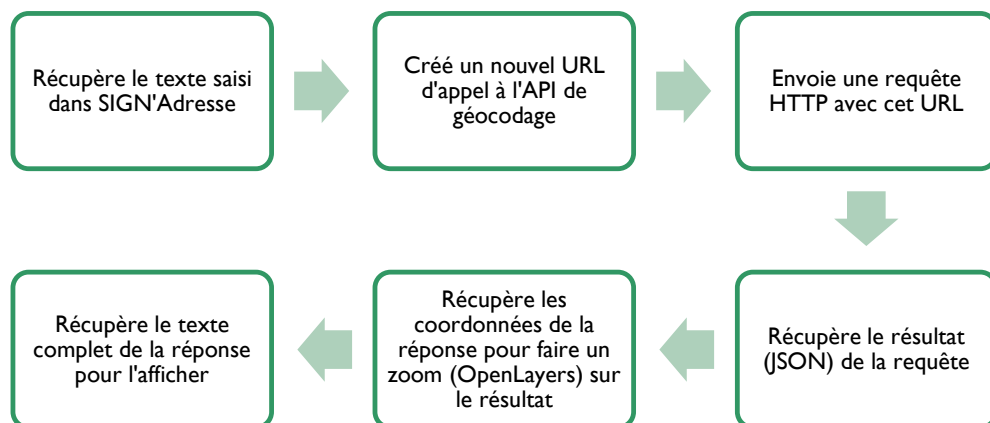 Récupère le texte saisi
dans SIGN'Adresse
Créé un nouvel URL
d'appel à l'API de
géocodage
Envoie une requête
HTTP avec cet URL
Récupère le résultat
(JSON) de la requête
Récupère les
coordonnées de la
réponse pour faire un
zoom (OpenLayers) sur
le résultat
Récupère le texte
complet de la réponse
pour l'afficher